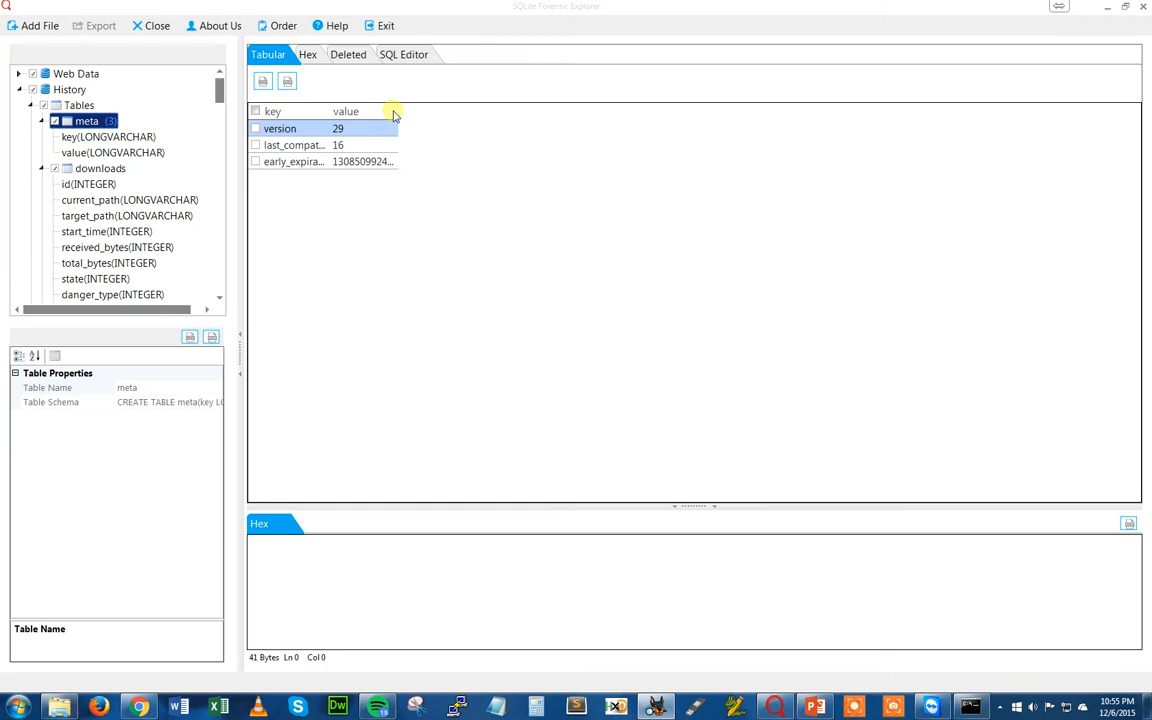 SQLite Forensic Explorer
Add File Export Close About Us Order Help Exit
Web Data
History
Tables
meta (3)
key(LONGVARCHAR)
value(LONGVARCHAR)
downloads
id(INTEGER)
current_path(LONGVARCHAR)
target_path(LONGVARCHAR)
start_time(INTEGER)
received_bytes(INTEGER)
total_bytes(INTEGER)
state(INTEGER)
danger_type(INTEGER)
Table Properties
Table Name meta
Table Schema CREATE TABLE meta(key LO
Table Name
Tabular Hex Deleted SQL Editor
key value
version 29
last_compat... 16
early_expira... 1308509924...
Hex
41 Bytes Ln 0 Col 0
Dw
15
10:55 PM
12/6/2015